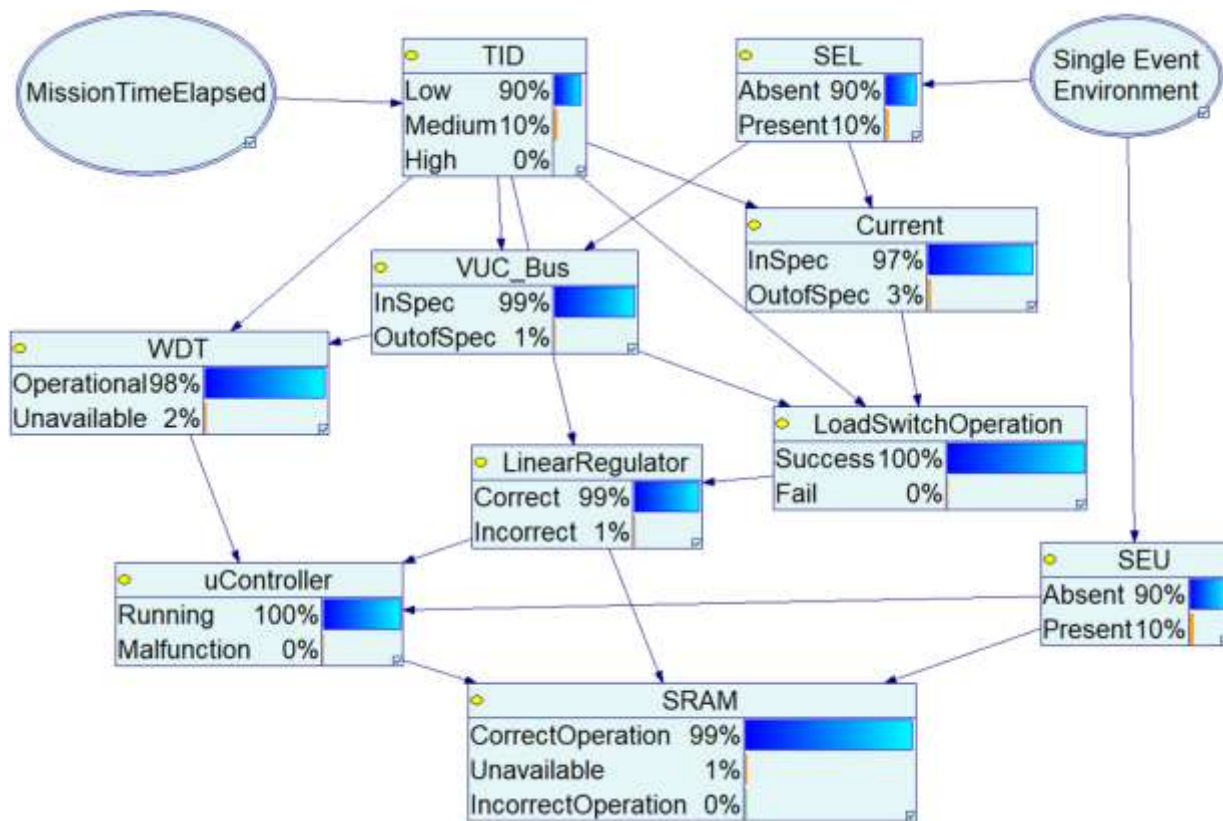 MissionTimeElapsed
TID
Low 90%
Medium 10%
High 0%
SEL
Absent 90%
Present 10%
Single Event
Environment
Current
InSpec 97%
OutofSpec 3%
VUC_Bus
InSpec 99%
OutofSpec 1%
WDT
Operational 98%
Unavailable 2%
LoadSwitchOperation
Success 100%
Fail 0%
LinearRegulator
Correct 99%
Incorrect 1%
uController
Running 100%
Malfunction 0%
SEU
Absent 90%
Present 10%
SRAM
CorrectOperation 99%
Unavailable 1%
IncorrectOperation 0%